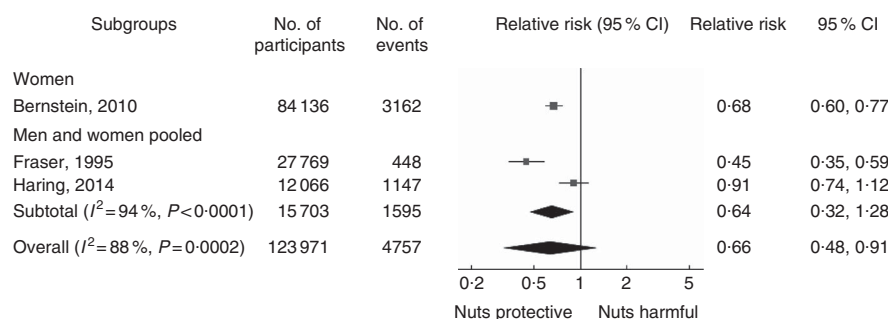 Subgroups No. of participants No. of events Relative risk (95 % CI) Relative risk 95 % CI
Women
Bernstein, 2010 84 136 3162 0·68 0·60, 0·77
Men and women pooled
Fraser, 1995 27 769 448 0·45 0·35, 0·59
Haring, 2014 12 066 1147 0·91 0·74, 1·12
Subtotal (I²=94 %, P<0·0001) 15 703 1595 0·64 0·32, 1·28
Overall (I²=88 %, P=0·0002) 123 971 4757 0·66 0·48, 0·91
0·2 0·5 1 2 5
Nuts protective Nuts harmful